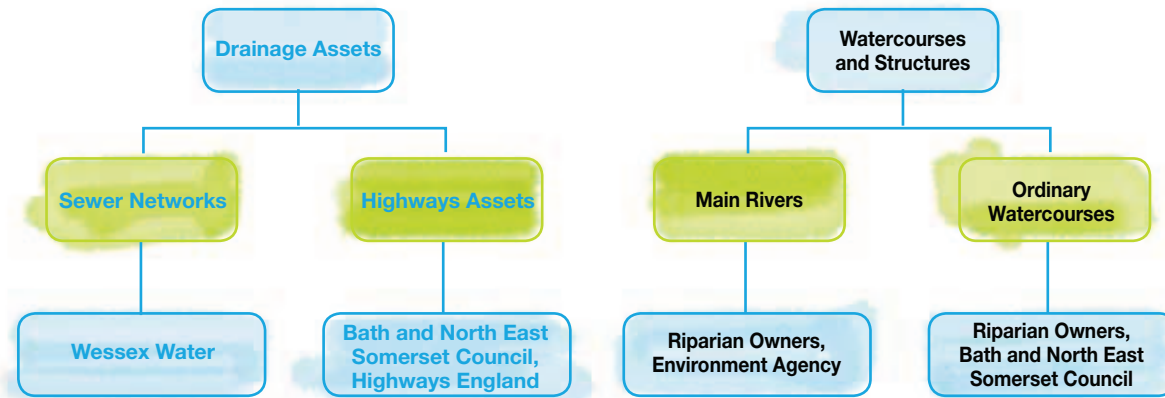 Drainage Assets
Watercourses
and Structures
Sewer Networks
Highways Assets
Main Rivers
Ordinary
Watercourses
Wessex Water
Bath and North East
Somerset Council,
Highways England
Riparian Owners,
Environment Agency
Riparian Owners,
Bath and North East
Somerset Council